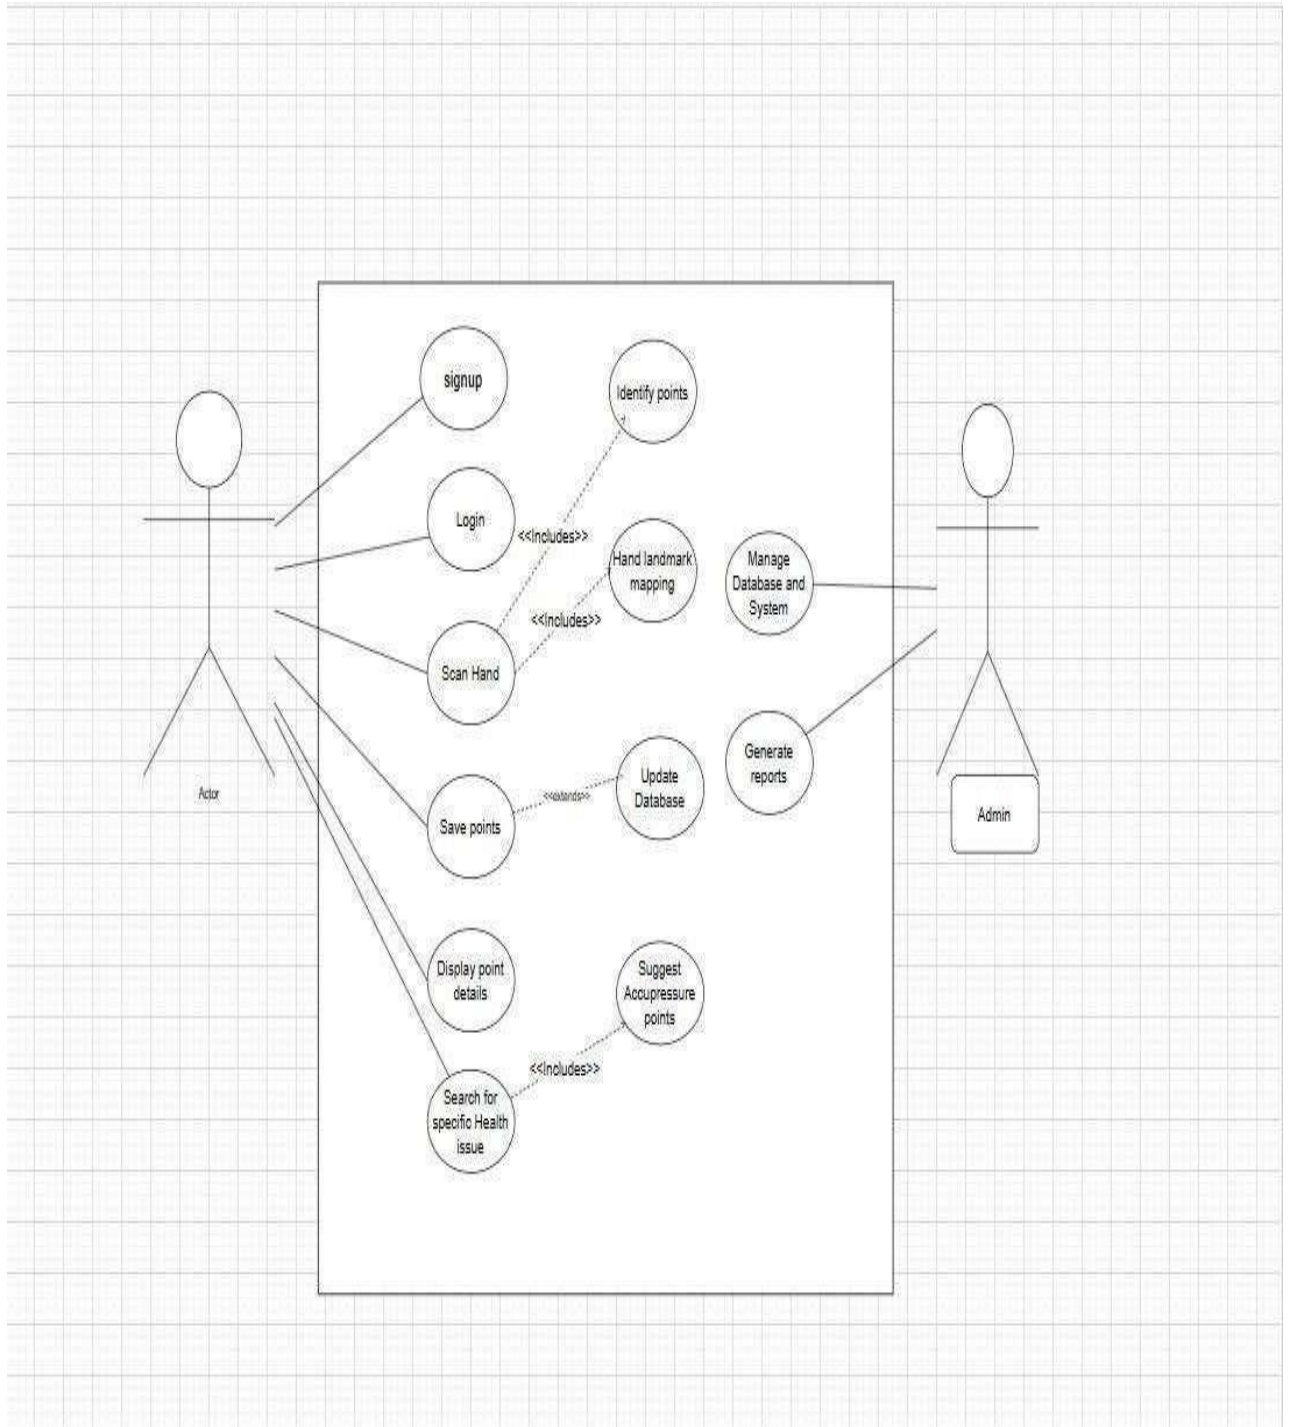 signup
Identify points
Login
<<Includes>>
Hand landmark
mapping
Manage
Database and
System
<<Includes>>
Scan Hand
Generate
reports
Update
Database
Actor
<<extends>>
Save points
Admin
Display point
details
Suggest
Accupressure
points
<<Includes>>
Search for
specific Health
issue